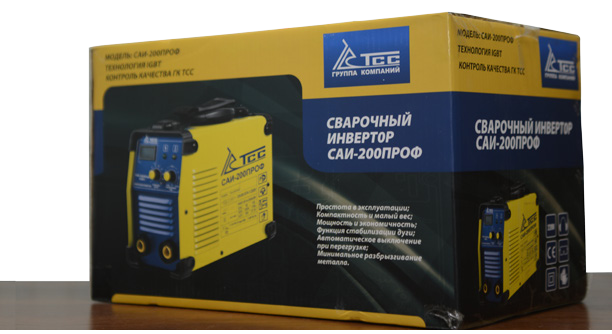 МОДЕЛЬ: САИ-200ПРОФ
ТЕХНОЛОГИЯ IGBT
КОНТРОЛЬ КАЧЕСТВА ГК ТСС
ТСС
ГРУППА КОМПАНИЙ
СВАРОЧНЫЙ
ИНВЕРТОР
САИ-200ПРОФ
ТСС
САИ-200ПРОФ
Простота в эксплуатации;
Компактность и малый вес;
Мощность и экономичность;
Функция стабилизации дуги;
Автоматическое выключение
при перегрузке;
Минимальное разбрызгивание
металла.
МОДЕЛЬ: САИ-200ПРОФ
ТЕХНОЛОГИЯ IGBT
КОНТРОЛЬ КАЧЕСТВА ГК ТСС
ТСС
ГРУППА КОМПАНИЙ
СВАРОЧНЫЙ ИНВЕРТОР
САИ-200ПРОФ